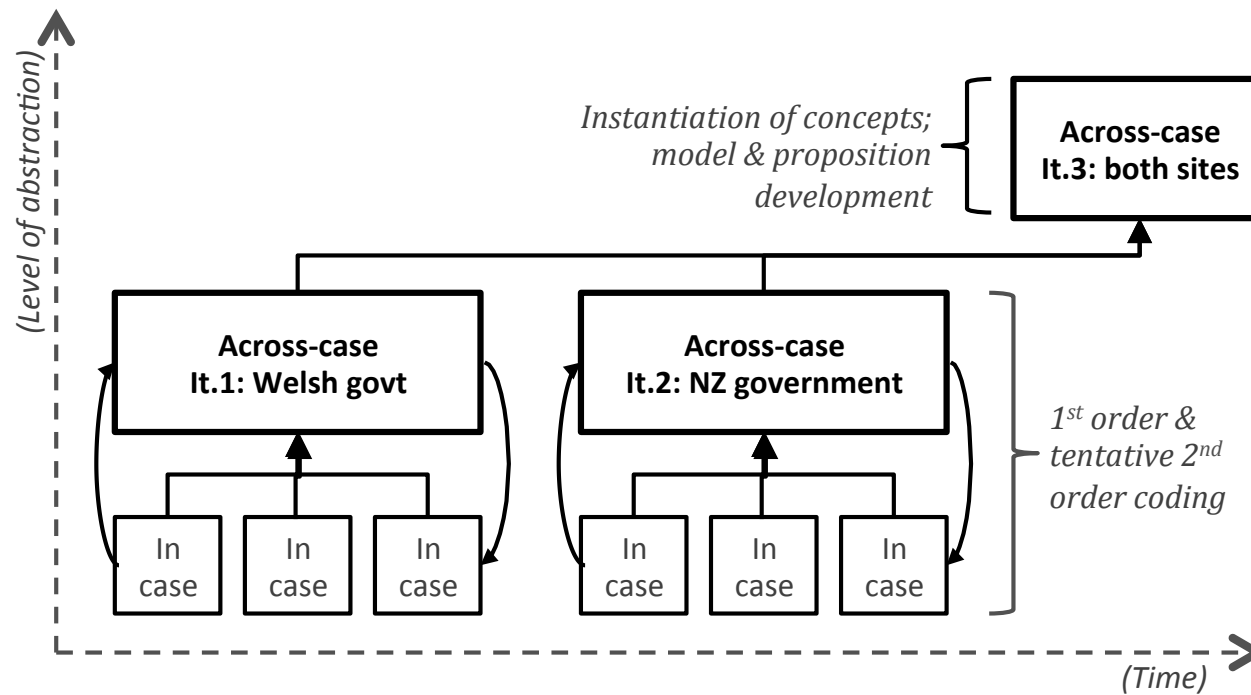 (Level of abstraction)
Instantiation of concepts;
model & proposition
development
Across-case
It.3: both sites
Across-case
It.1: Welsh govt
Across-case
It.2: NZ government
1st order &
tentative 2nd
order coding
In
case
In
case
In
case
In
case
In
case
In
case
(Time)